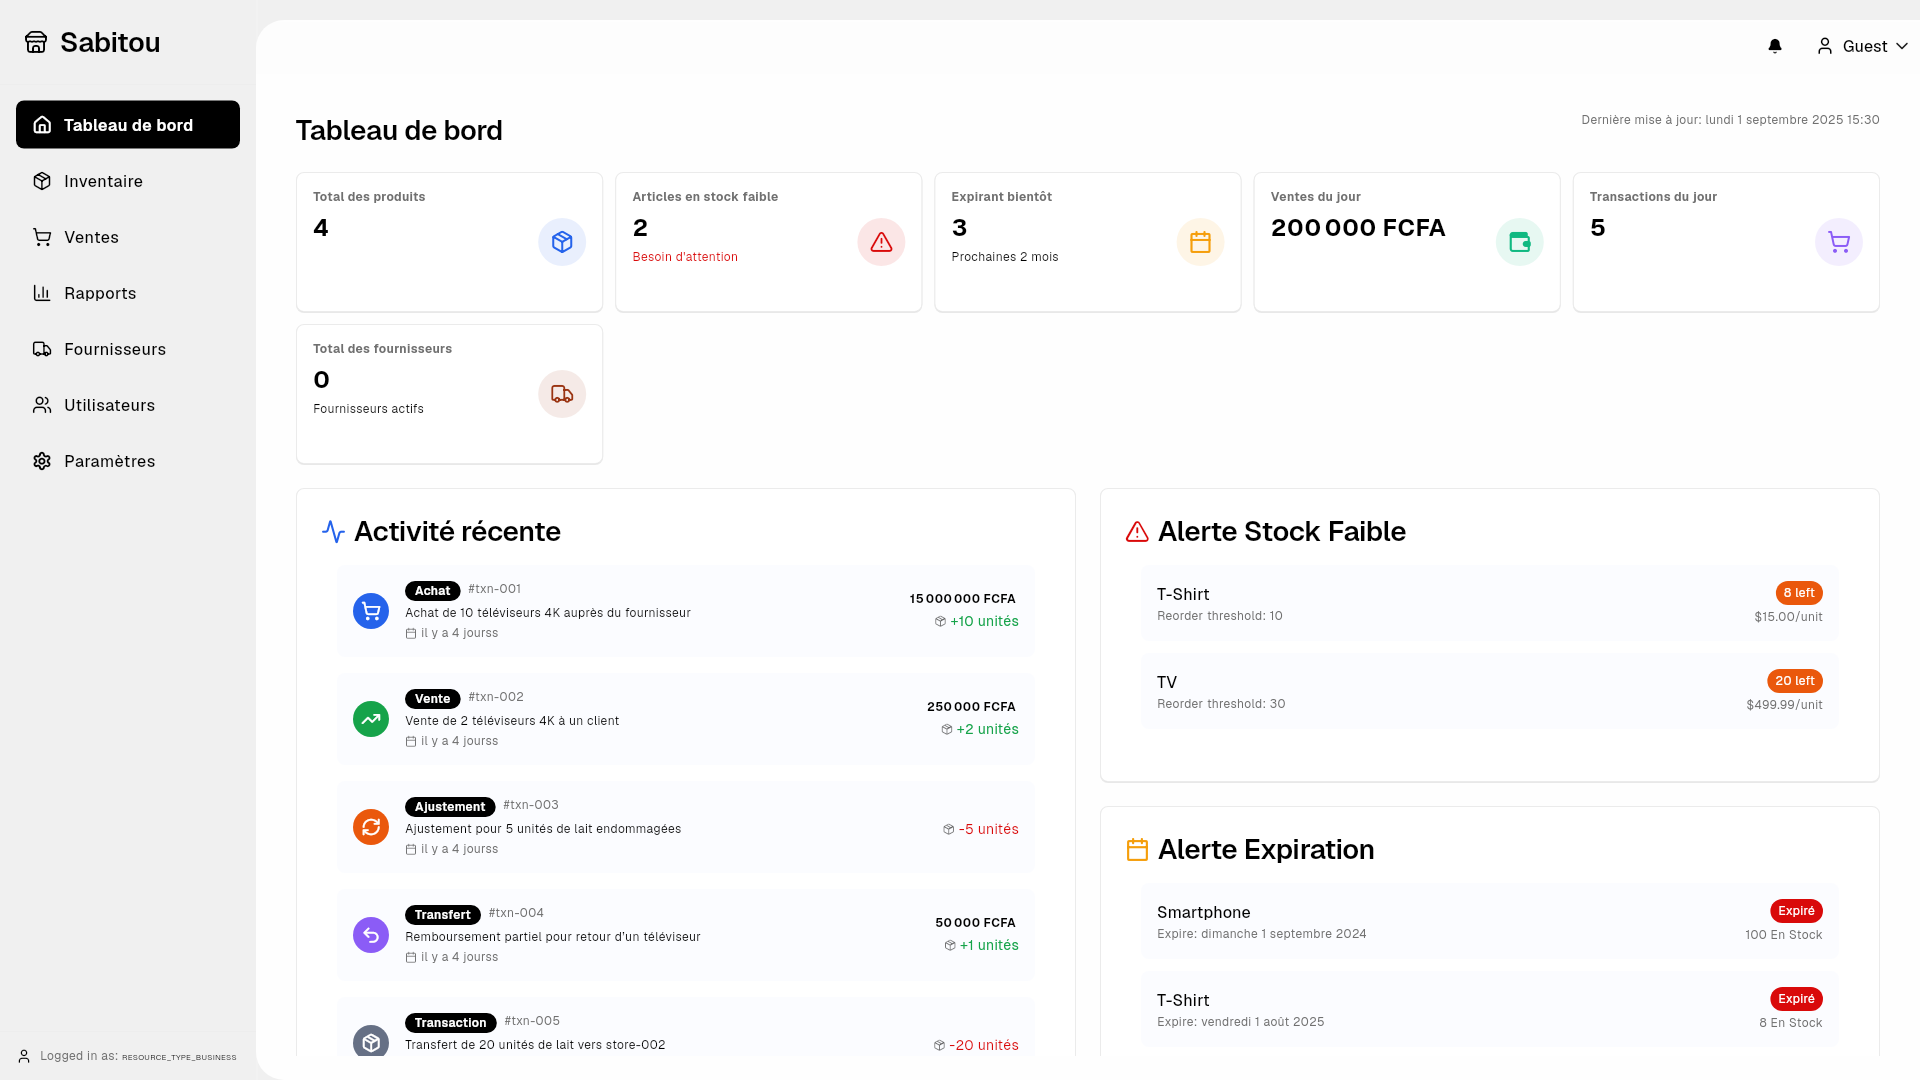 Sabitou
Guest
Tableau de bord
Inventaire
Ventes
Rapports
Fournisseurs
Utilisateurs
Paramètres
Logged in as: RESOURCE_TYPE_BUSINESS
Tableau de bord
Dernière mise à jour: lundi 1 septembre 2025 15:30
Total des produits
4
Articles en stock faible
2
Besoin d'attention
Expirant bientôt
3
Prochaines 2 mois
Ventes du jour
200 000 FCFA
Transactions du jour
5
Total des fournisseurs
0
Fournisseurs actifs
Activité récente
Achat #txn-001
Achat de 10 téléviseurs 4K auprès du fournisseur
il y a 4 jourss
15 000 000 FCFA
+10 unités
Vente #txn-002
Vente de 2 téléviseurs 4K à un client
il y a 4 jourss
250 000 FCFA
+2 unités
Ajustement #txn-003
Ajustement pour 5 unités de lait endommagées
il y a 4 jourss
-5 unités
Transfert #txn-004
Remboursement partiel pour retour d'un téléviseur
il y a 4 jourss
50 000 FCFA
+1 unités
Transaction #txn-005
Transfert de 20 unités de lait vers store-002
-20 unités
Alerte Stock Faible
T-Shirt
Reorder threshold: 10
8 left
$15.00/unit
TV
Reorder threshold: 30
20 left
$499.99/unit
Alerte Expiration
Smartphone
Expire: dimanche 1 septembre 2024
Expiré
100 En Stock
T-Shirt
Expire: vendredi 1 août 2025
Expiré
8 En Stock